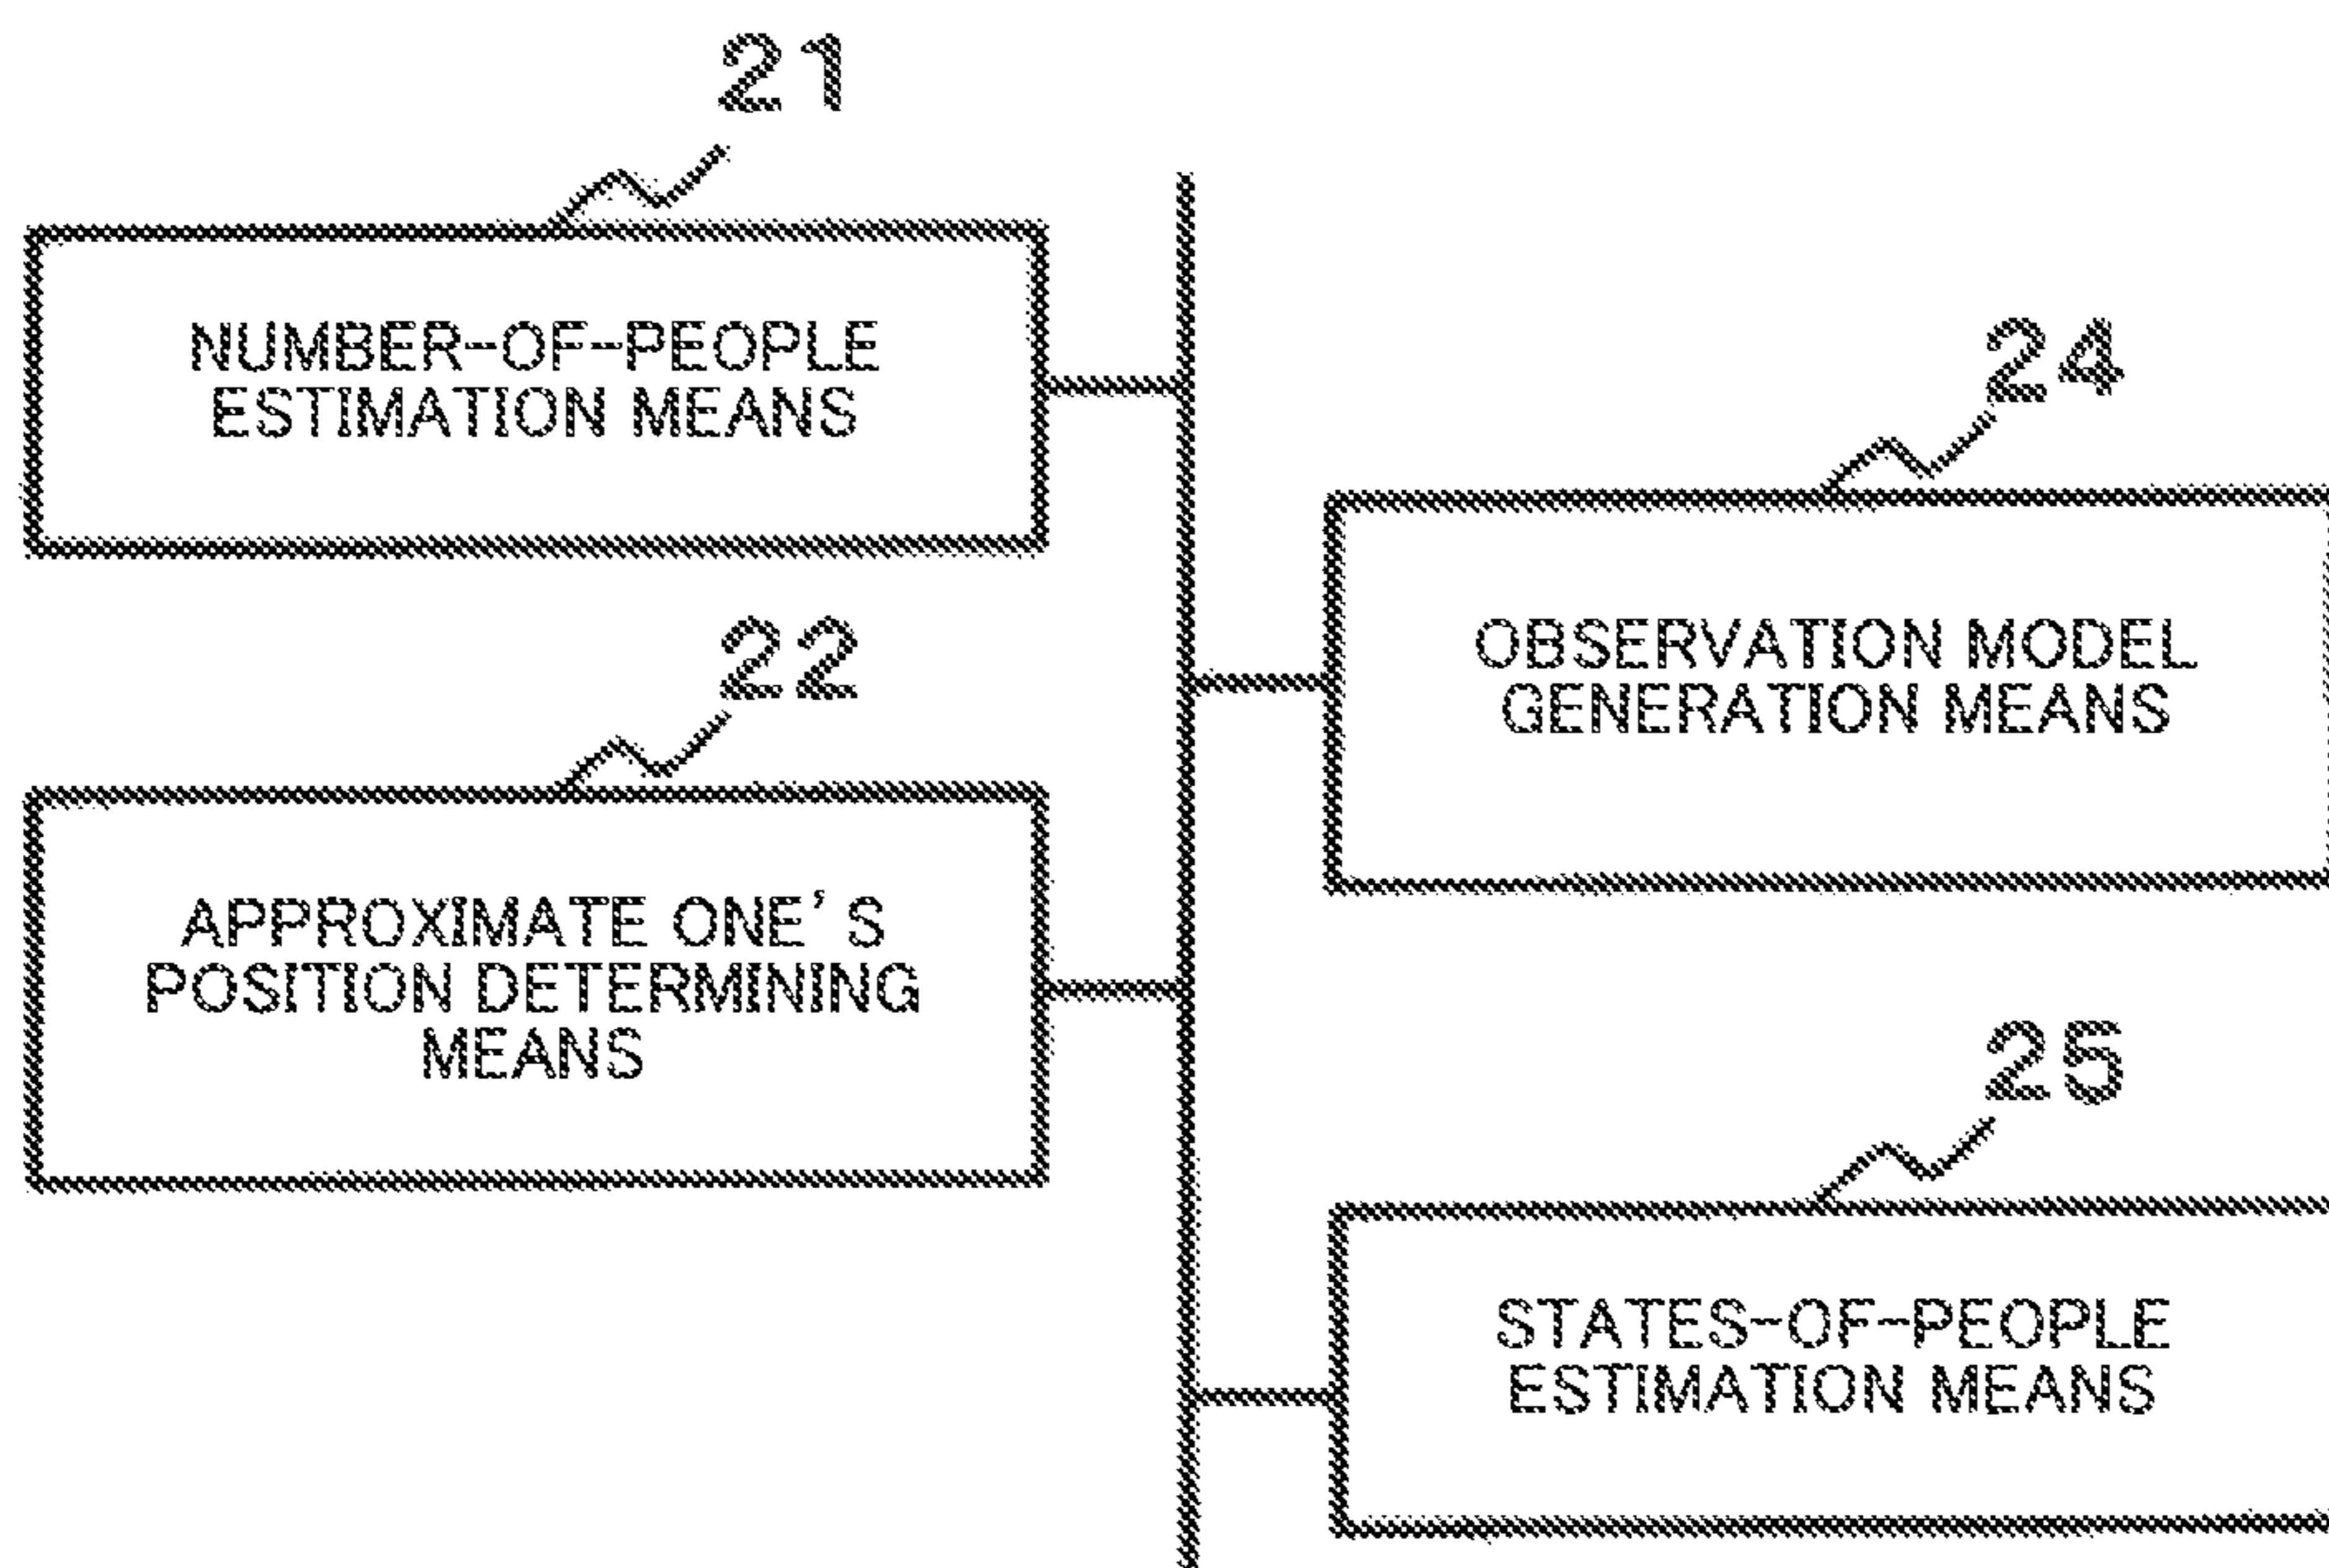 21
NUMBER-OF-PEOPLE
ESTIMATION MEANS
22
APPROXIMATE ONE'S
POSITION DETERMINING
MEANS
24
OBSERVATION MODEL
GENERATION MEANS
25
STATES-OF-PEOPLE
ESTIMATION MEANS